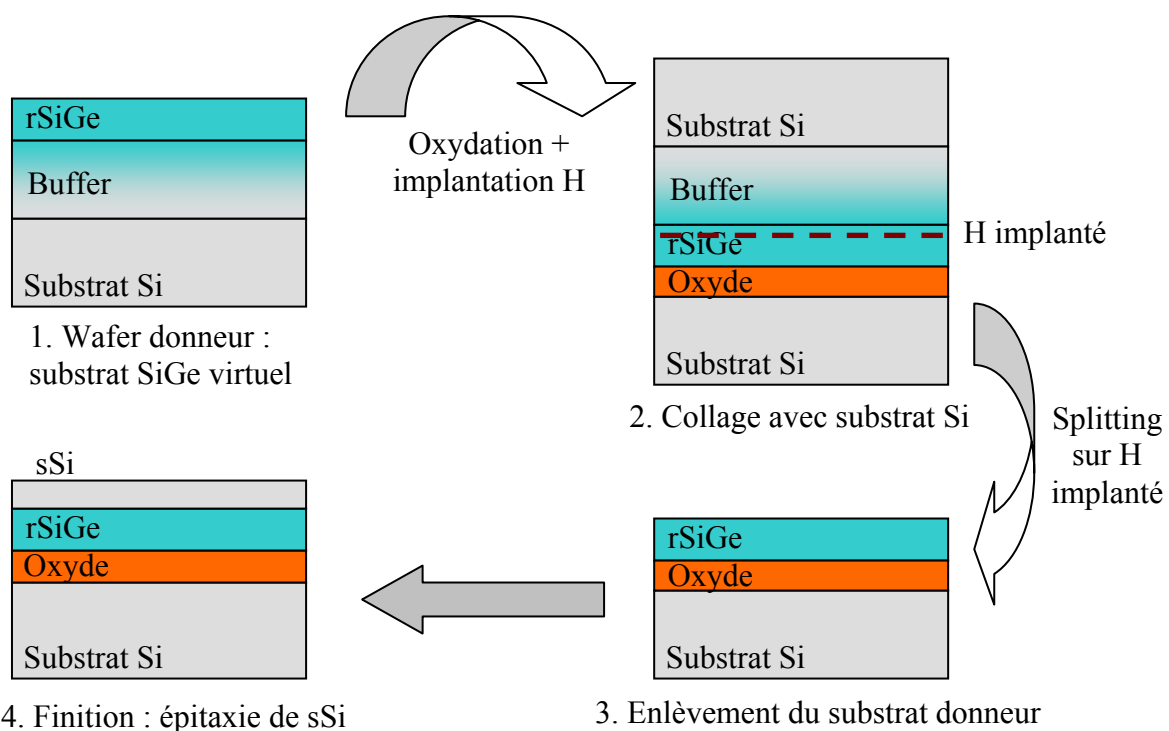 rSiGe
Buffer
Substrat Si
1. Wafer donneur :
substrat SiGe virtuel
Oxydation +
implantation H
Substrat Si
Buffer
rSiGe
Oxyde
Substrat Si
H implanté
2. Collage avec substrat Si
Splitting
sur H
implanté
rSiGe
Oxyde
Substrat Si
3. Enlèvement du substrat donneur
sSi
rSiGe
Oxyde
Substrat Si
4. Finition : épitaxie de sSi